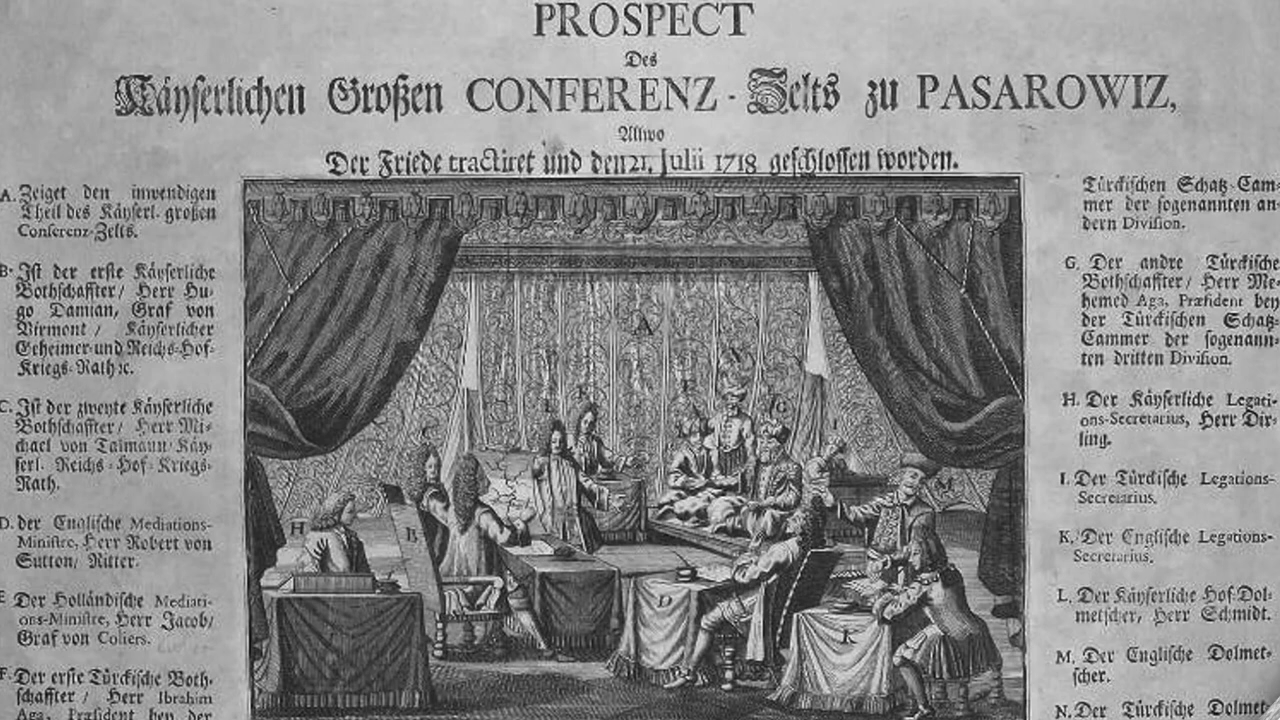 PROSPECT
Des
Käyserlichen Großen CONFERENZ-Zelts zu PASAROWIZ,
Allwo
Der Friede tractiret und den 21. Julii 1718 geschlossen worden.
A. Zeiget den inwendigen
Theil des Käyserl. großen
Conferenz-Zelts.
B. Ist der erste Käyserliche
Bothschaffter / Herr Hu-
go Damian, Graf von
Virmont / Käyserlicher
Geheimer-und Reichs-Hof-
Kriegs-Rath ꝛc.
C. Ist der zweyte Käyserliche
Bothschaffter / Herr Mi-
chael von Talmann / Käy-
serl. Reichs-Hof-Kriegs-
Rath.
D. der Englische Mediations-
Ministre, Herr Robert von
Sutton / Ritter.
E Der Holländische Mediati-
ons-Ministre, Herr Jacob /
Graf von Coliers.
F. Der erste Türckische Both-
schaffter / Herr Ibrahim
Aga, Præsident bey der
Türckischen Schatz-Cam-
mer der sogenannten an-
dern Division.
G. Der andre Türckische
Bothschaffter / Herr Me-
hemed Aga, Præsident bey
der Türckischen Schatz-
Cammer der sogenann-
ten dritten Division.
H. Der Käyserliche Legati-
ons-Secretarius, Herr Dir-
ling.
I. Der Türckische Legations-
Secretarius.
K. Der Englische Legations-
Secretarius.
L. Der Käyserliche Hof-Dol-
metscher, Herr Schmidt.
M. Der Englische Dolmet-
scher.
N. Der Türckische Dolmet-
A
C
L
E
F
G
I
M
H
B
D
K